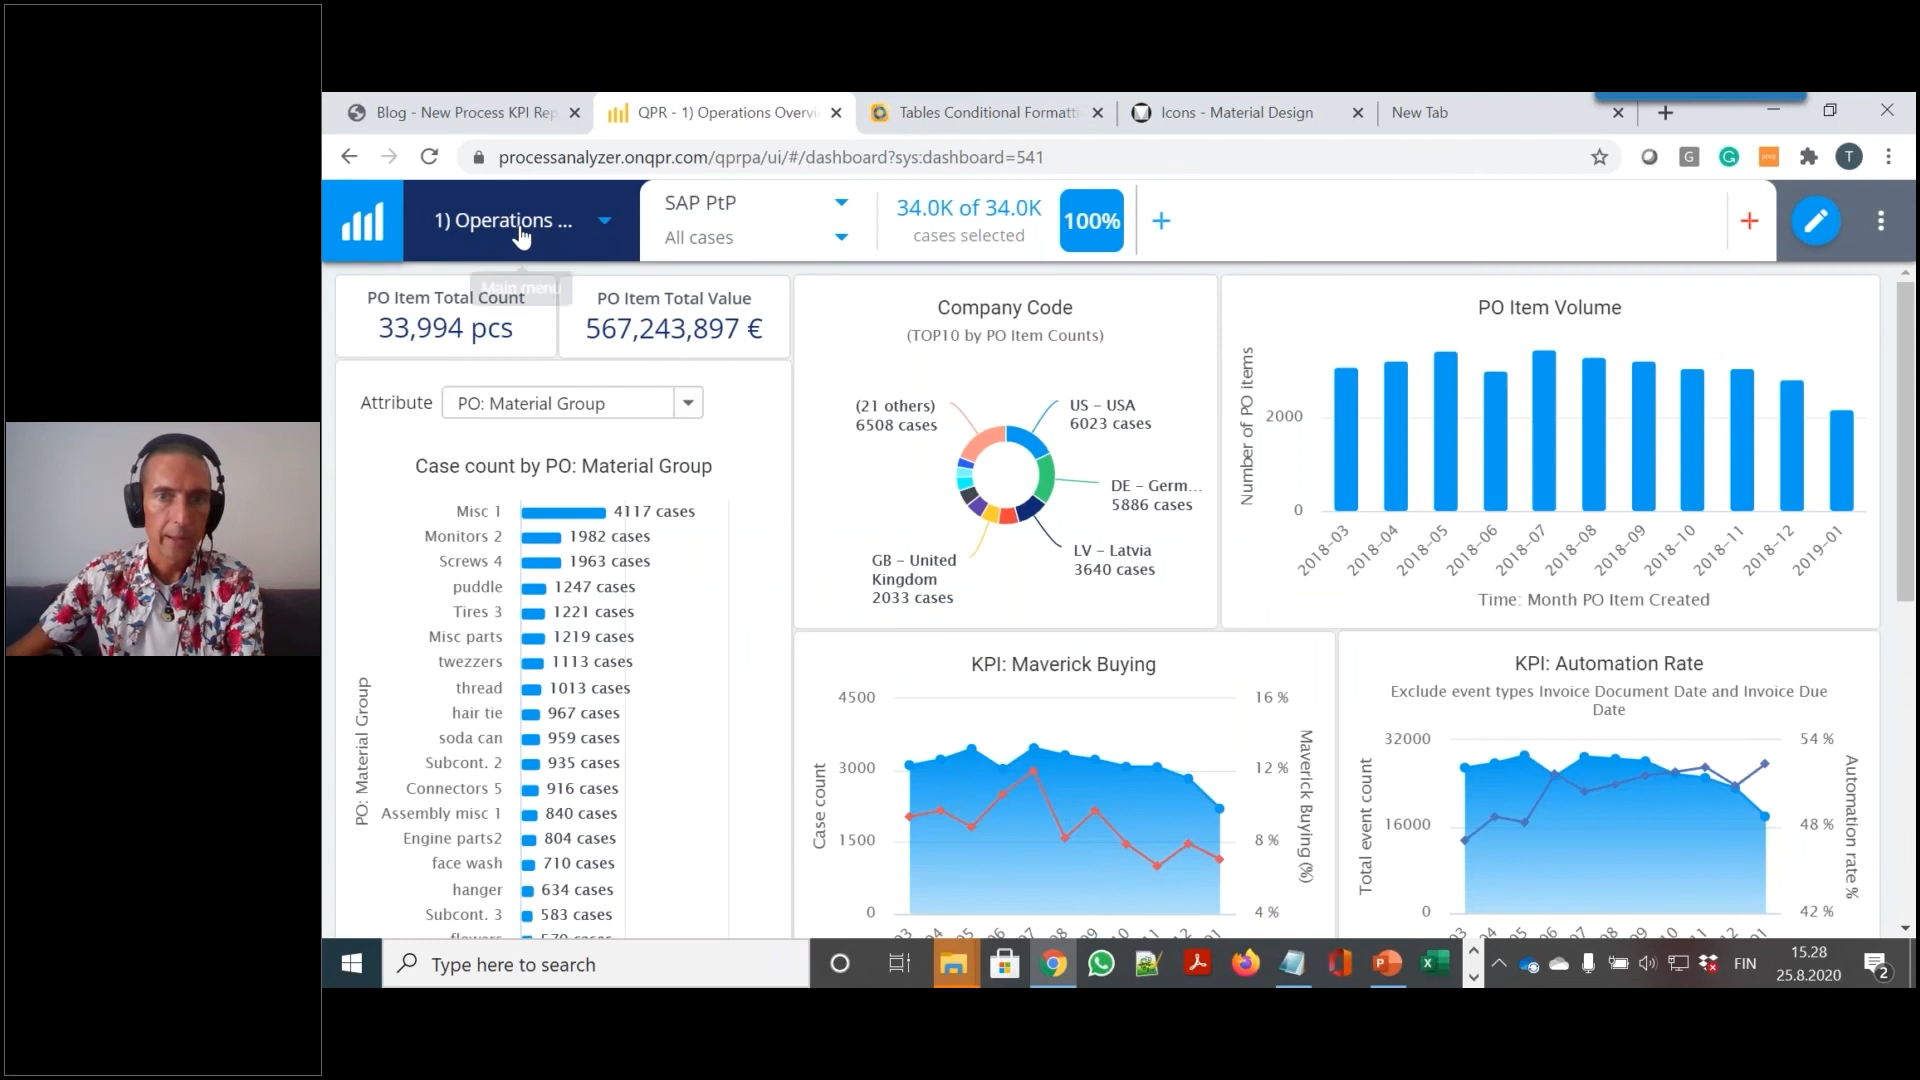 Blog - New Process KPI Rep
QPR - 1) Operations Overvi
Tables Conditional Formatti
Icons - Material Design
New Tab
processanalyzer.onqpr.com/qprpa/ui/#/dashboard?sys:dashboard=541
G
T
1) Operations ...
SAP PtP
All cases
34.0K of 34.0K
cases selected
100%
Main menu
PO Item Total Count
33,994 pcs
PO Item Total Value
567,243,897 €
Attribute
PO: Material Group
Case count by PO: Material Group
PO: Material Group
Misc 1 4117 cases
Monitors 2 1982 cases
Screws 4 1963 cases
puddle 1247 cases
Tires 3 1221 cases
Misc parts 1219 cases
twezzers 1113 cases
thread 1013 cases
hair tie 967 cases
soda can 959 cases
Subcont. 2 935 cases
Connectors 5 916 cases
Assembly misc 1 840 cases
Engine parts2 804 cases
face wash 710 cases
hanger 634 cases
Subcont. 3 583 cases
Company Code
(TOP10 by PO Item Counts)
(21 others)
6508 cases
US – USA
6023 cases
DE – Germ...
5886 cases
LV – Latvia
3640 cases
GB – United
Kingdom
2033 cases
PO Item Volume
Number of PO items
2000
0
2018-03
2018-04
2018-05
2018-06
2018-07
2018-08
2018-09
2018-10
2018-11
2018-12
2019-01
Time: Month PO Item Created
KPI: Maverick Buying
Case count
4500
3000
1500
0
16 %
12 %
8 %
4 %
Maverick Buying (%)
KPI: Automation Rate
Exclude event types Invoice Document Date and Invoice Due
Date
Total event count
32000
16000
0
54 %
48 %
42 %
Automation rate %
Type here to search
FIN
15.28
25.8.2020
2